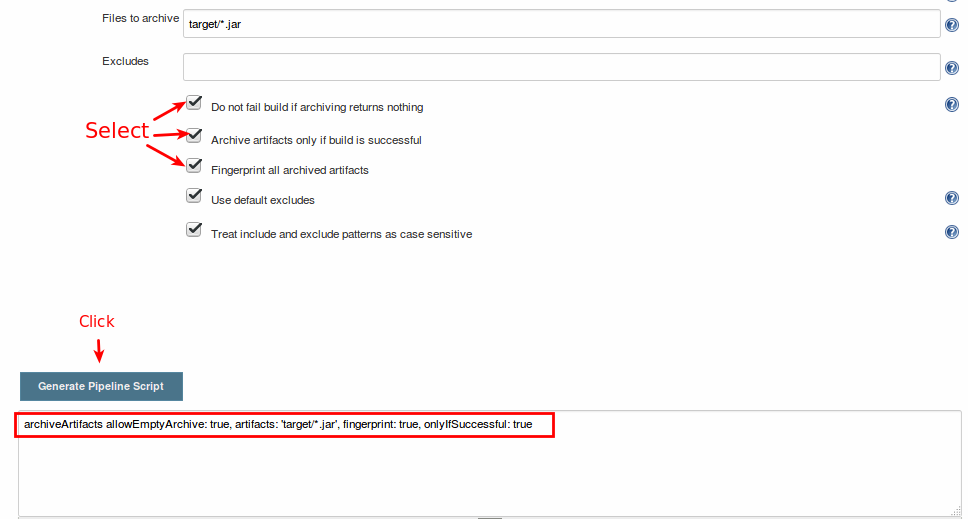 Files to archive target/*.jar
Excludes
Do not fail build if archiving returns nothing
Select
Archive artifacts only if build is successful
Fingerprint all archived artifacts
Use default excludes
Treat include and exclude patterns as case sensitive
Click
Generate Pipeline Script
archiveArtifacts allowEmptyArchive: true, artifacts: 'target/*.jar', fingerprint: true, onlyIfSuccessful: true